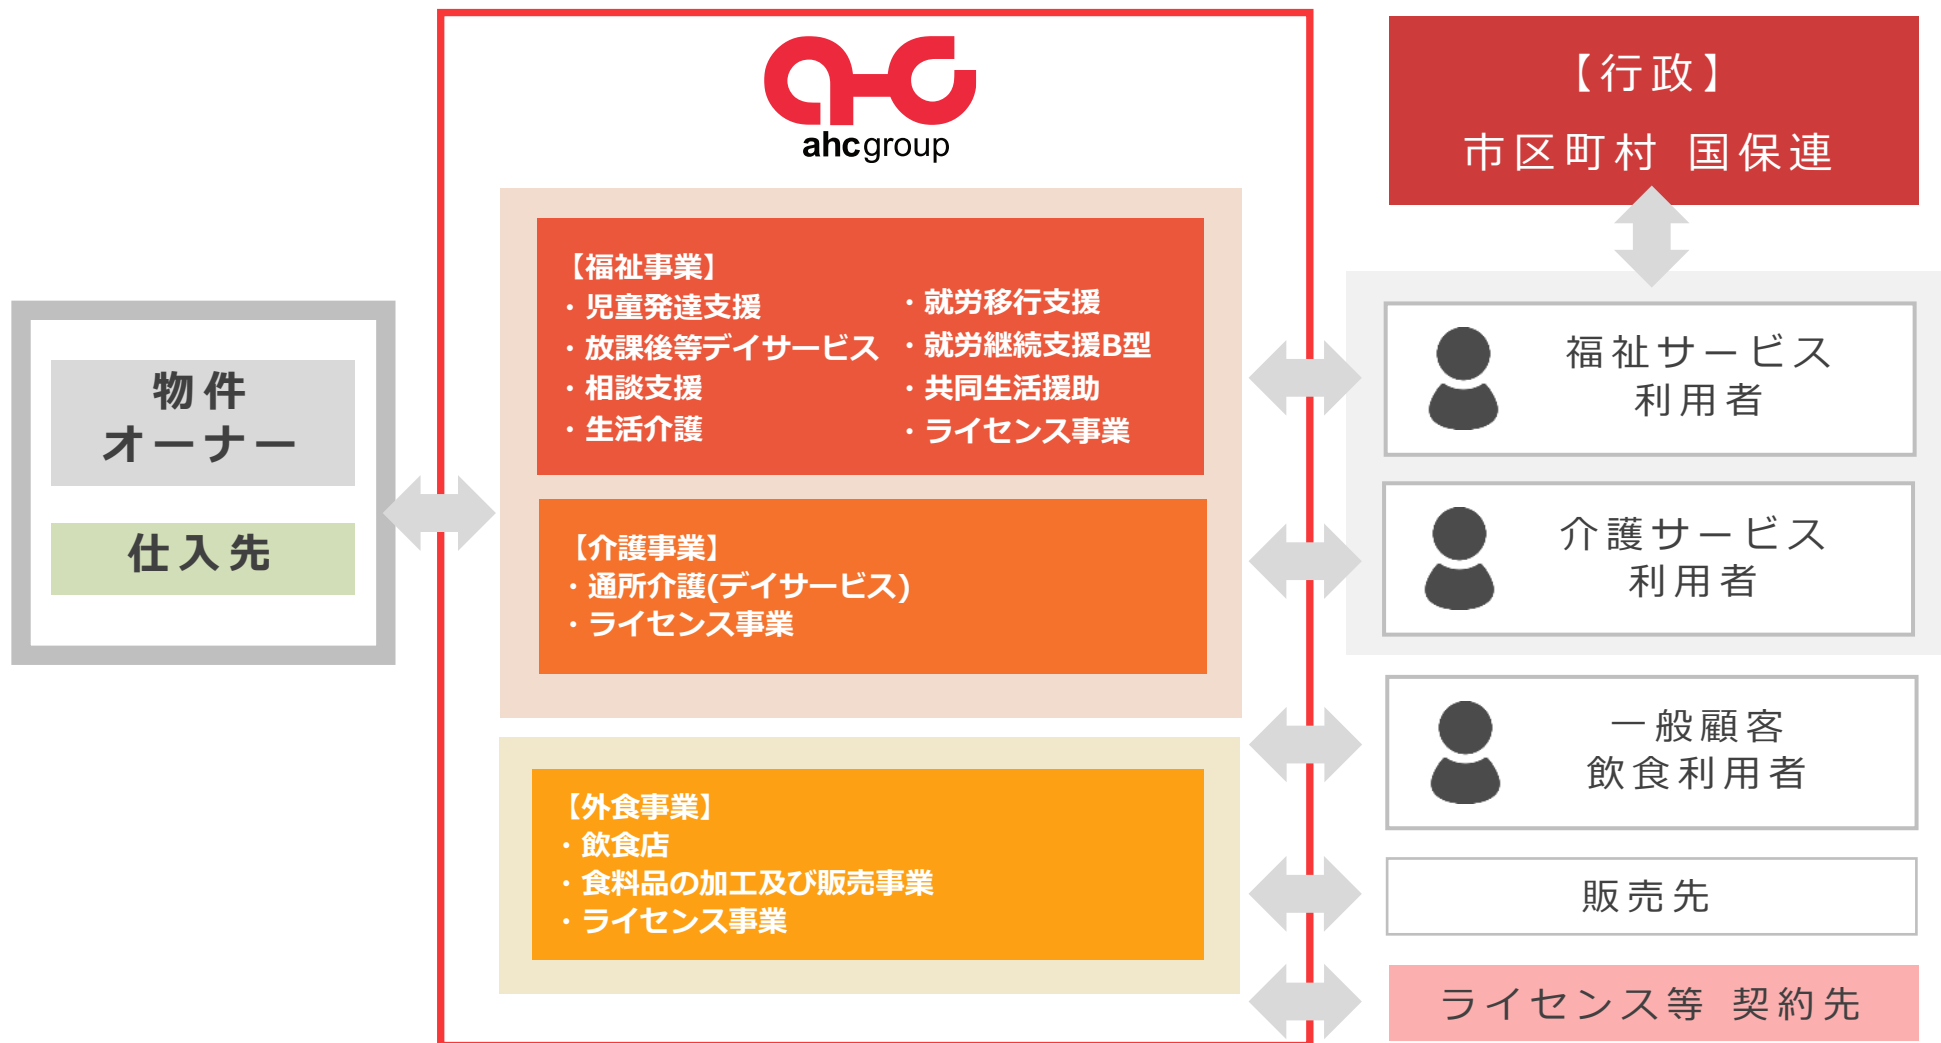 物件
オーナー
仕入先
ahcgroup
【福祉事業】
・児童発達支援
・放課後等デイサービス
・相談支援
・生活介護
・就労移行支援
・就労継続支援B型
・共同生活援助
・ライセンス事業
【介護事業】
・通所介護(デイサービス)
・ライセンス事業
【外食事業】
・飲食店
・食料品の加工及び販売事業
・ライセンス事業
【行政】
市区町村 国保連
福祉サービス
利用者
介護サービス
利用者
一般顧客
飲食利用者
販売先
ライセンス等 契約先